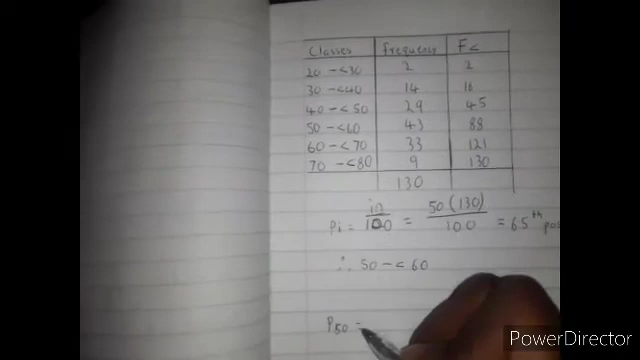 Classes frequency F<
20 -<30 2 2
30 -<40 14 16
40 -<50 29 45
50 -<60 43 88
60 -<70 33 121
70 -<80 9 130
130
Pi = in/100 = 50(130)/100 = 65th pos
∴ 50 -< 60
P50 =
PowerDirector